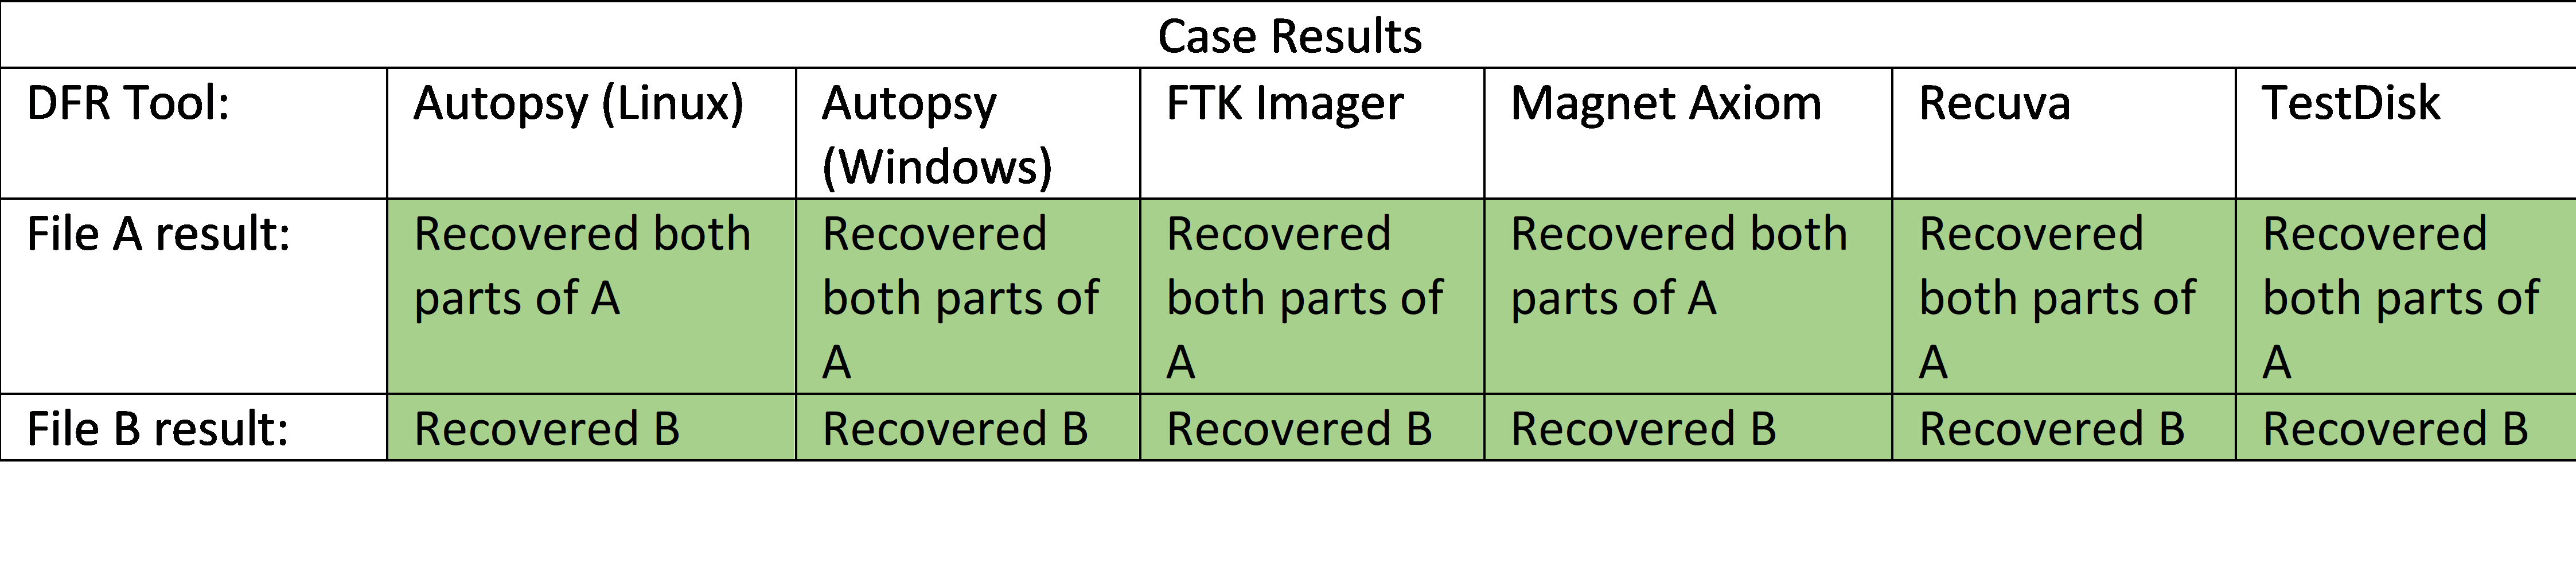 Case Results
DFR Tool:
Autopsy (Linux)
Autopsy
(Windows)
FTK Imager
Magnet Axiom
Recuva
TestDisk
File A result:
Recovered both
parts of A
Recovered
both parts of
A
Recovered
both parts of
A
Recovered both
parts of A
Recovered
both parts of
A
Recovered
both parts of
A
File B result:
Recovered B
Recovered B
Recovered B
Recovered B
Recovered B
Recovered B